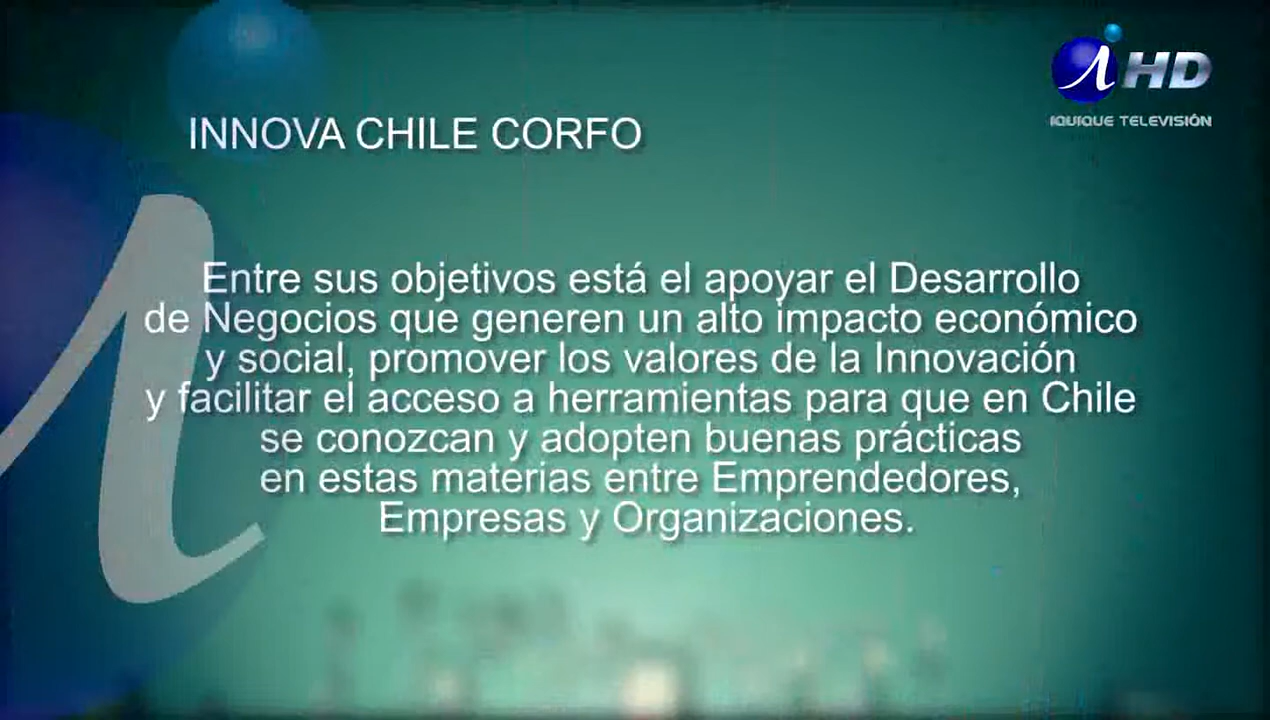 HD
IQUIQUE TELEVISIÓN
INNOVA CHILE CORFO
Entre sus objetivos está el apoyar el Desarrollo
de Negocios que generen un alto impacto económico
y social, promover los valores de la Innovación
y facilitar el acceso a herramientas para que en Chile
se conozcan y adopten buenas prácticas
en estas materias entre Emprendedores,
Empresas y Organizaciones.